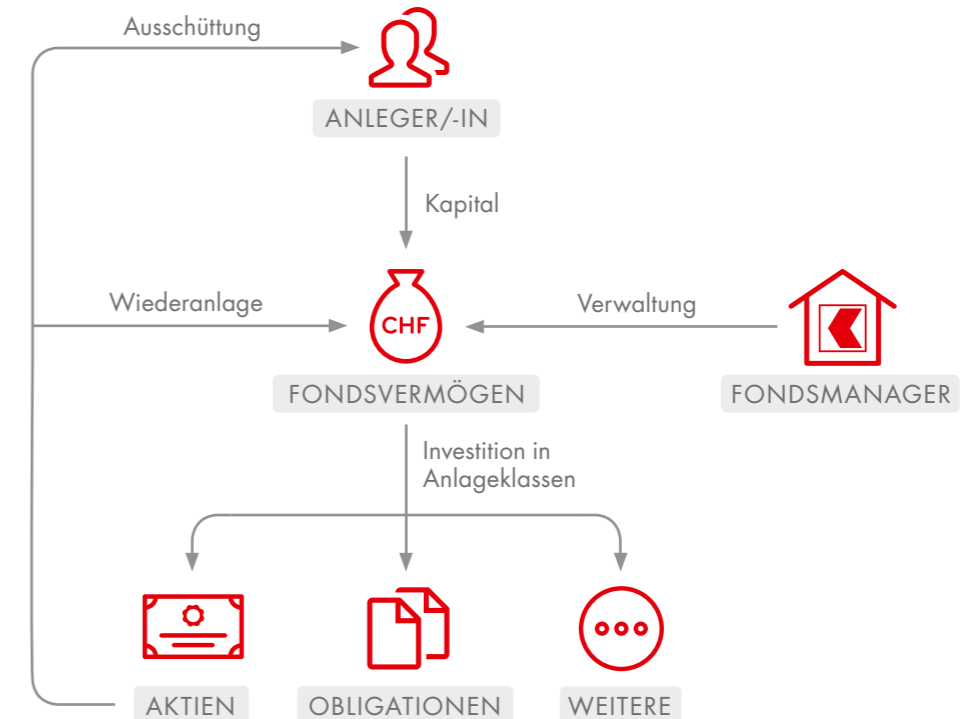 Ausschüttung
ANLEGER/-IN
Kapital
Wiederanlage
CHF
Verwaltung
FONDSVERMÖGEN
FONDSMANAGER
Investition in
Anlageklassen
AKTIEN
OBLIGATIONEN
WEITERE